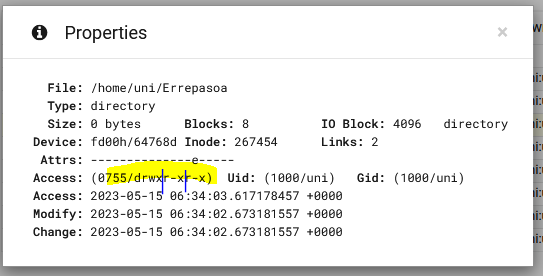 Properties
×
File: /home/uni/Errepasoa
Type: directory
Size: 0 bytes Blocks: 8 IO Block: 4096 directory
Device: fd00h/64768d Inode: 267454 Links: 2
Attrs: --------------e-----
Access: (0755/drwxr-xr-x) Uid: (1000/uni) Gid: (1000/uni)
Access: 2023-05-15 06:34:03.617178457 +0000
Modify: 2023-05-15 06:34:02.673181557 +0000
Change: 2023-05-15 06:34:02.673181557 +0000